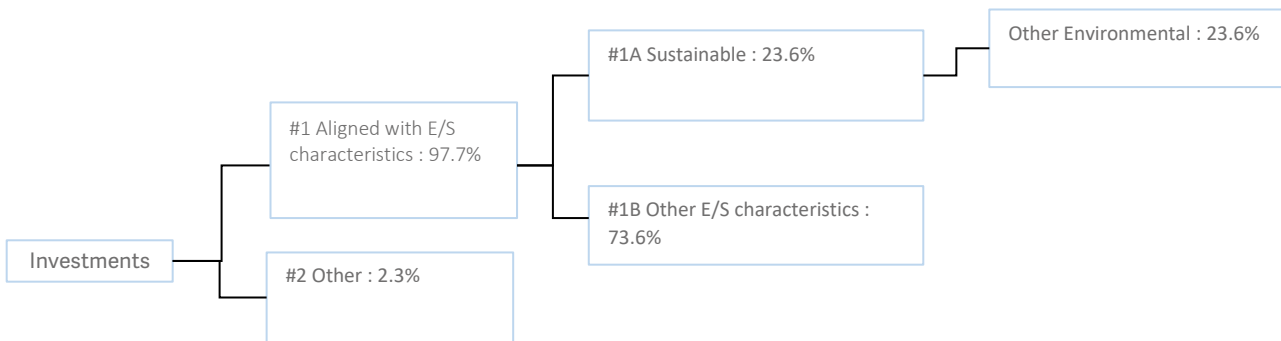 Investments
#1 Aligned with E/S
characteristics : 97.7%
#2 Other : 2.3%
#1A Sustainable : 23.6%
#1B Other E/S characteristics :
73.6%
Other Environmental : 23.6%